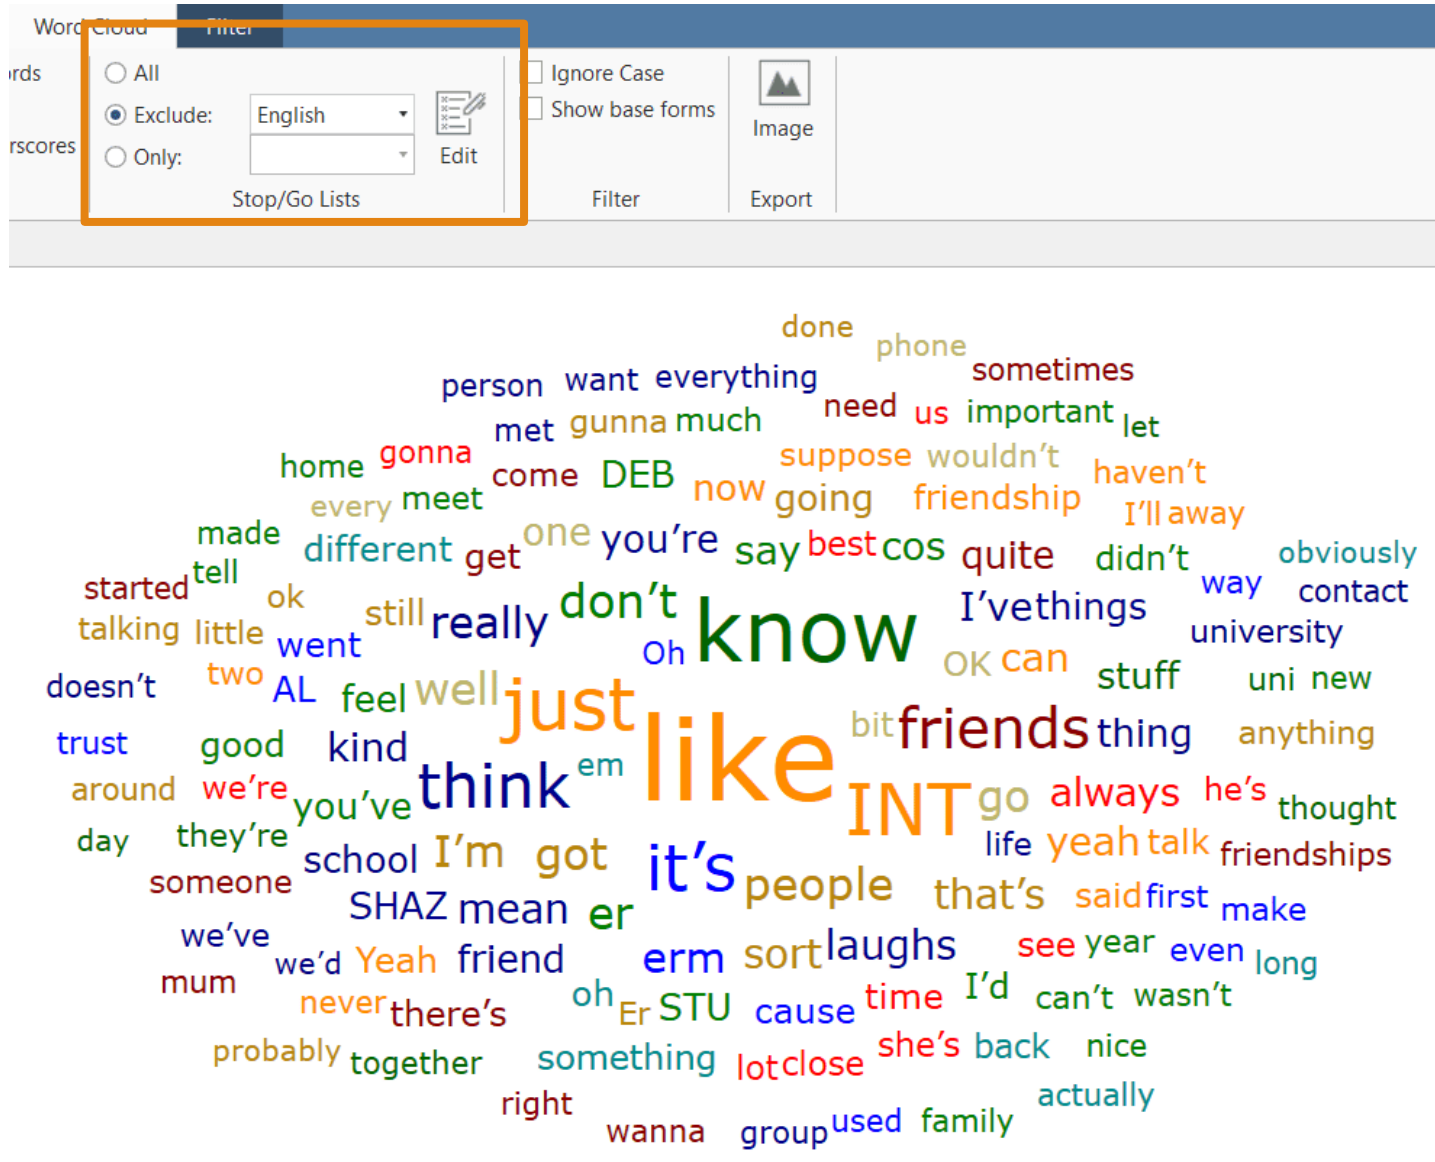 Word Cloud Filter
rds All Ignore Case
Exclude: English Show base forms Image
rscores Only: Edit
Stop/Go Lists Filter Export
done
phone
person want everything sometimes
met gunna much need us important let
home gonna come DEB now suppose wouldn't haven't
every meet going friendship I'll away
made different get one you're say best cos quite didn't obviously
started tell ok still really don't know I've things way contact
talking little went Oh university
doesn't two AL feel well just OK can stuff uni new
trust good kind think em like bit friends thing anything
around we're you've INT go always he's thought
day they're school I'm got it's life yeah talk friendships
someone SHAZ mean er people that's said first make
we've we'd Yeah friend erm sort laughs see year even long
mum never there's oh Er STU cause time I'd can't wasn't
probably together something lot close she's back nice
right actually
wanna group used family